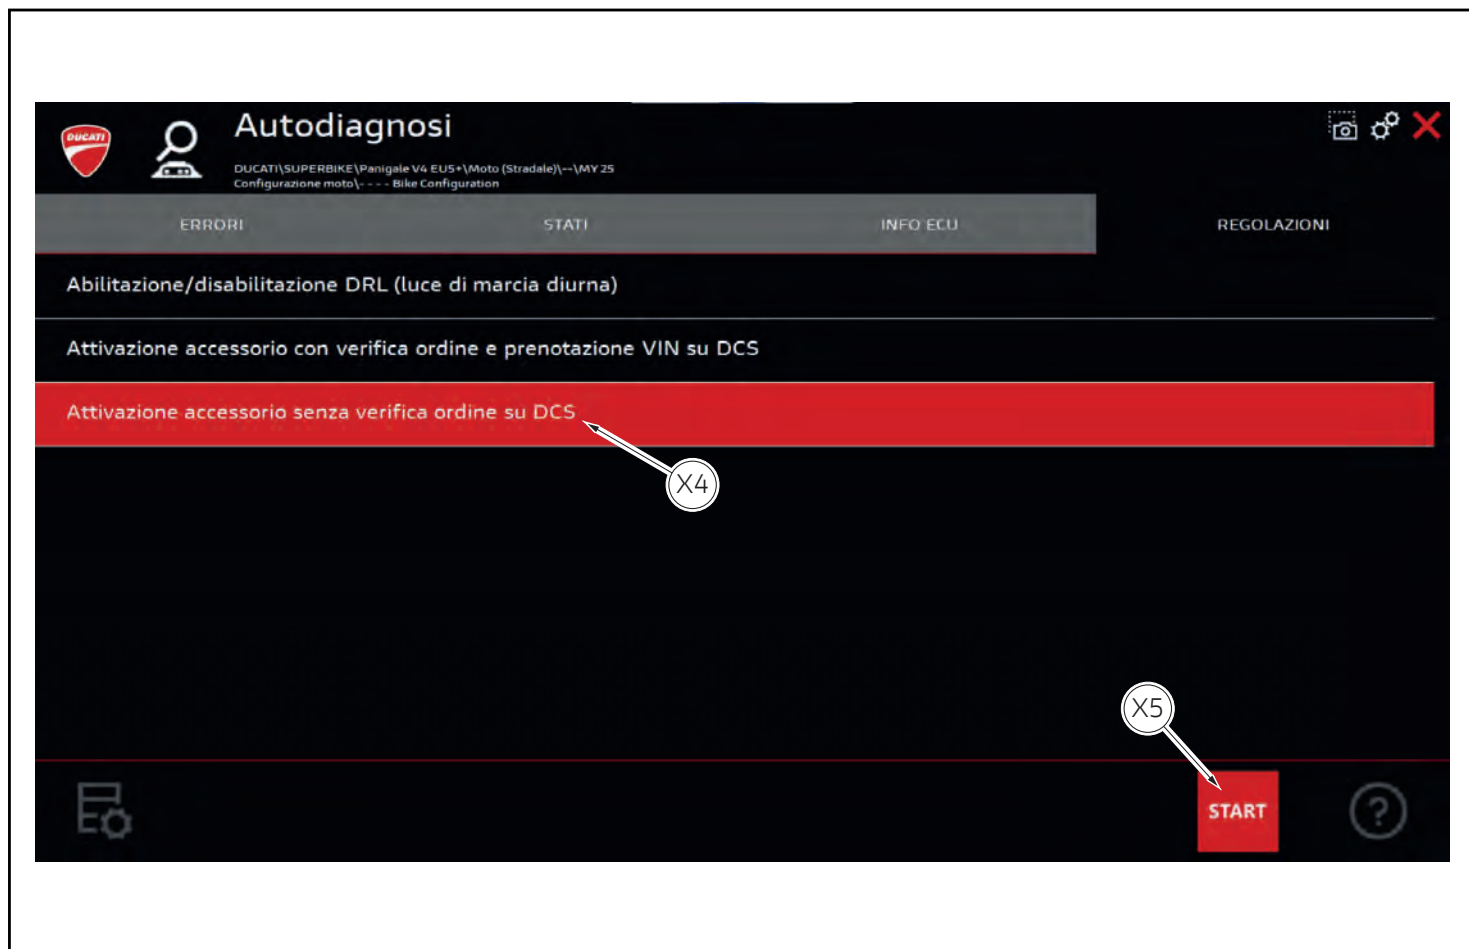 DUCATI
Autodiagnosi
DUCATI\SUPERBIKE\Panigale V4 EU5+\Moto (Stradale)\--\MY 25
Configurazione moto\- - - - Bike Configuration
ERRORI STATI INFO ECU REGOLAZIONI
Abilitazione/disabilitazione DRL (luce di marcia diurna)
Attivazione accessorio con verifica ordine e prenotazione VIN su DCS
Attivazione accessorio senza verifica ordine su DCS
X4
X5
START
?